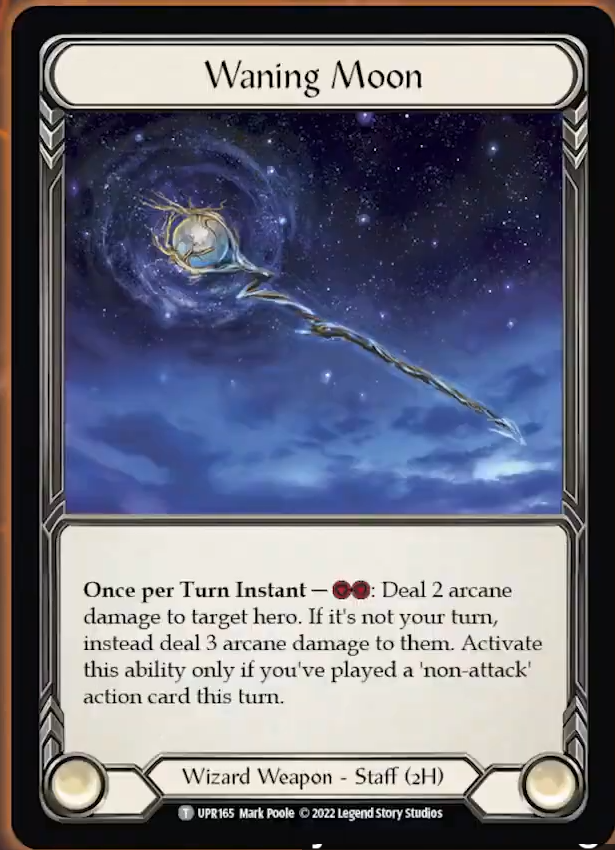 Waning Moon
Once per Turn Instant — : Deal 2 arcane
damage to target hero. If it's not your turn,
instead deal 3 arcane damage to them. Activate
this ability only if you've played a 'non-attack'
action card this turn.
Wizard Weapon - Staff (2H)
T UPR165 Mark Poole © 2022 Legend Story Studios